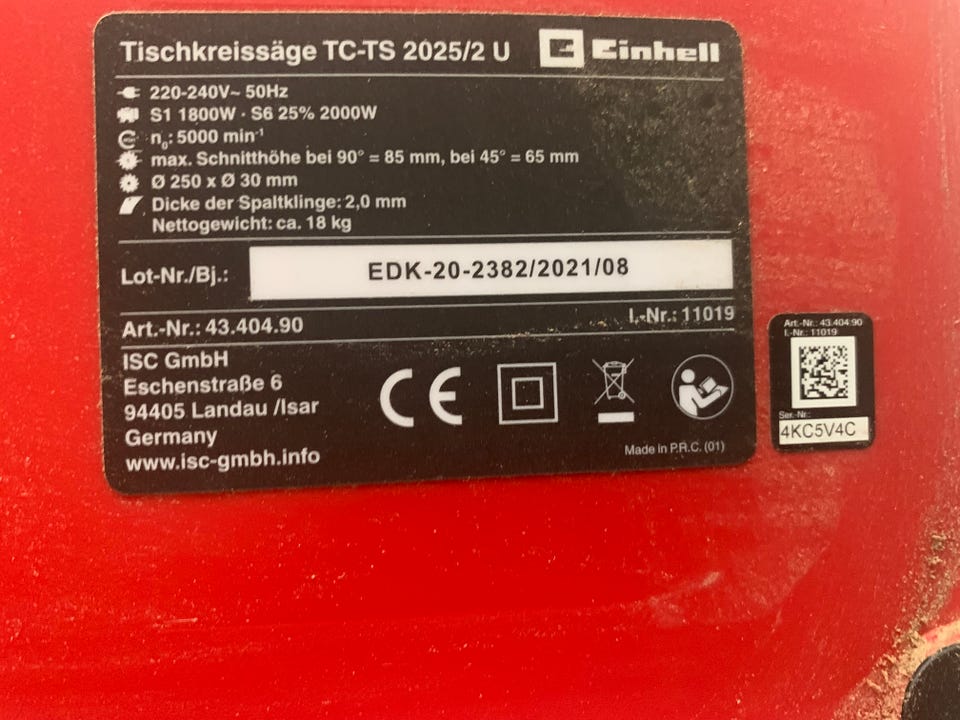 Tischkreissäge TC-TS 2025/2 U
Einhell
220-240V~ 50Hz
S1 1800W · S6 25% 2000W
n₀: 5000 min⁻¹
max. Schnitthöhe bei 90° = 85 mm, bei 45° = 65 mm
Ø 250 x Ø 30 mm
Dicke der Spaltklinge: 2,0 mm
Nettogewicht: ca. 18 kg
Lot-Nr./Bj.: EDK-20-2382/2021/08
Art.-Nr.: 43.404.90 I.-Nr.: 11019
ISC GmbH
Eschenstraße 6
94405 Landau /Isar
Germany
www.isc-gmbh.info
CE
Made in P.R.C. (01)
Art.-Nr.: 43.404.90
I.-Nr.: 11019
Ser.-Nr.:
4KC5V4C